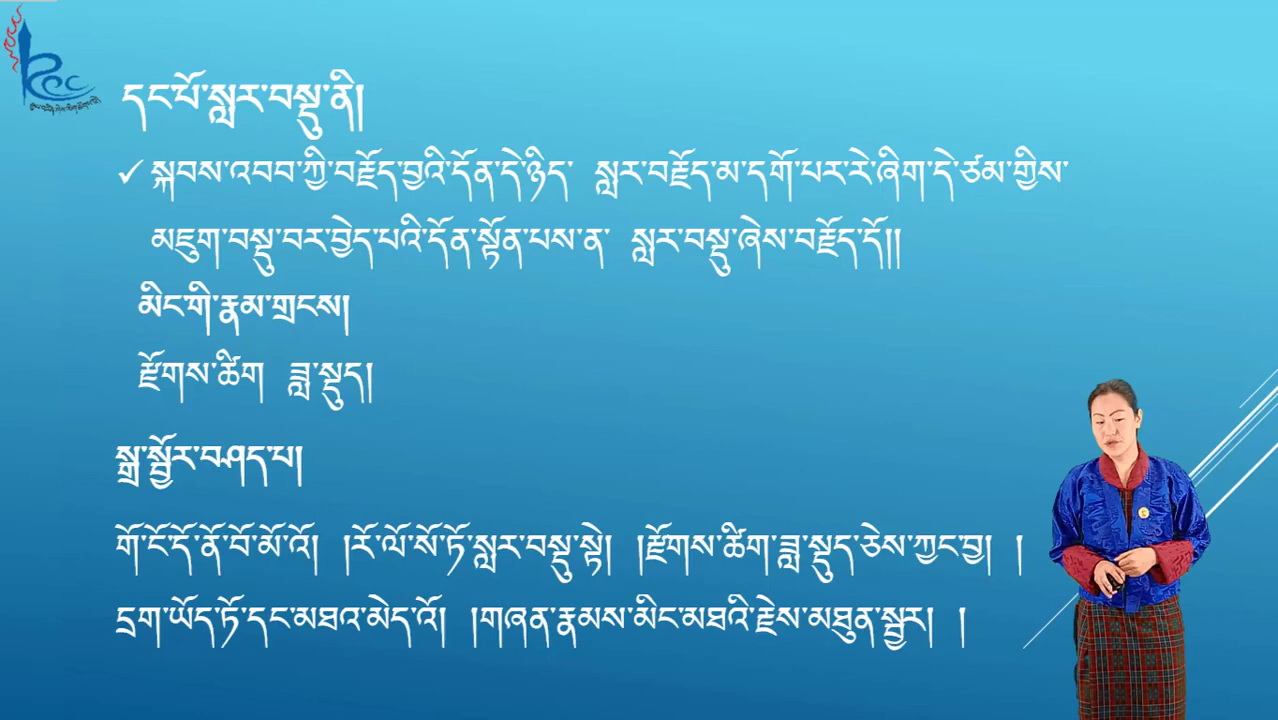 དང་པོ་སླར་བསྡུ་ནི།
སྐབས་འབབ་ཀྱི་བརྗོད་བྱའི་དོན་དེ་ཉིད་ སླར་བརྗོད་མ་དགོ་པར་རེ་ཞིག་དེ་ཙམ་གྱིས་
མཇུག་བསྡུ་བར་བྱེད་པའི་དོན་སྟོན་པས་ན་ སླར་བསྡུ་ཞེས་བརྗོད་དོ།།
མིང་གི་རྣམ་གྲངས།
རྫོགས་ཚིག ཟླ་སྡུད།
སྒྲ་སྦྱོར་བཤད་པ།
གོ་ངོ་དོ་ནོ་བོ་མོ་འོ། །རོ་ལོ་སོ་ཏོ་སླར་བསྡུ་སྟེ། །རྫོགས་ཚིག་ཟླ་སྡུད་ཅེས་ཀྱང་བྱ། །
དྲག་ཡོད་ཏོ་དང་མཐའ་མེད་འོ། །གཞན་རྣམས་མིང་མཐའི་རྗེས་མཐུན་སྦྱར། །